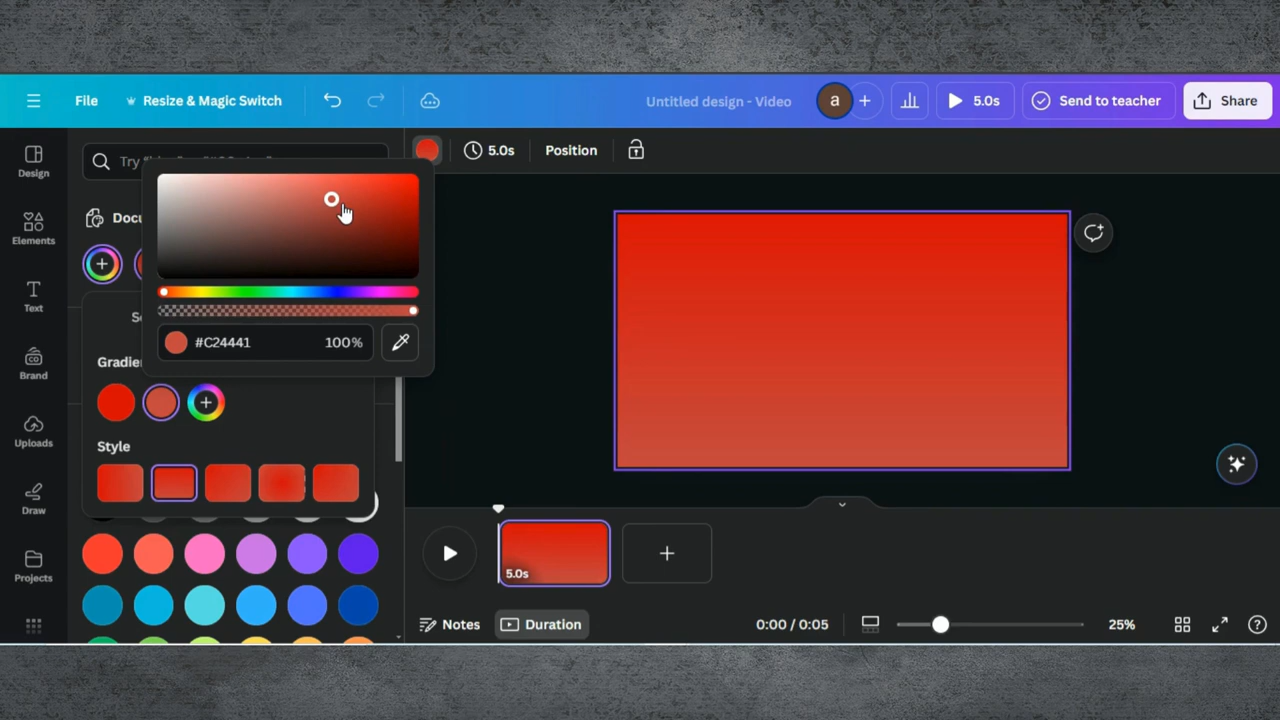 File
Resize & Magic Switch
Untitled design - Video
a
5.0s
Send to teacher
Share
Design
Elements
Text
Brand
Uploads
Draw
Projects
Try
Docu
5.0s
Position
#C24441
100%
Gradie
Style
5.0s
Notes
Duration
0:00 / 0:05
25%